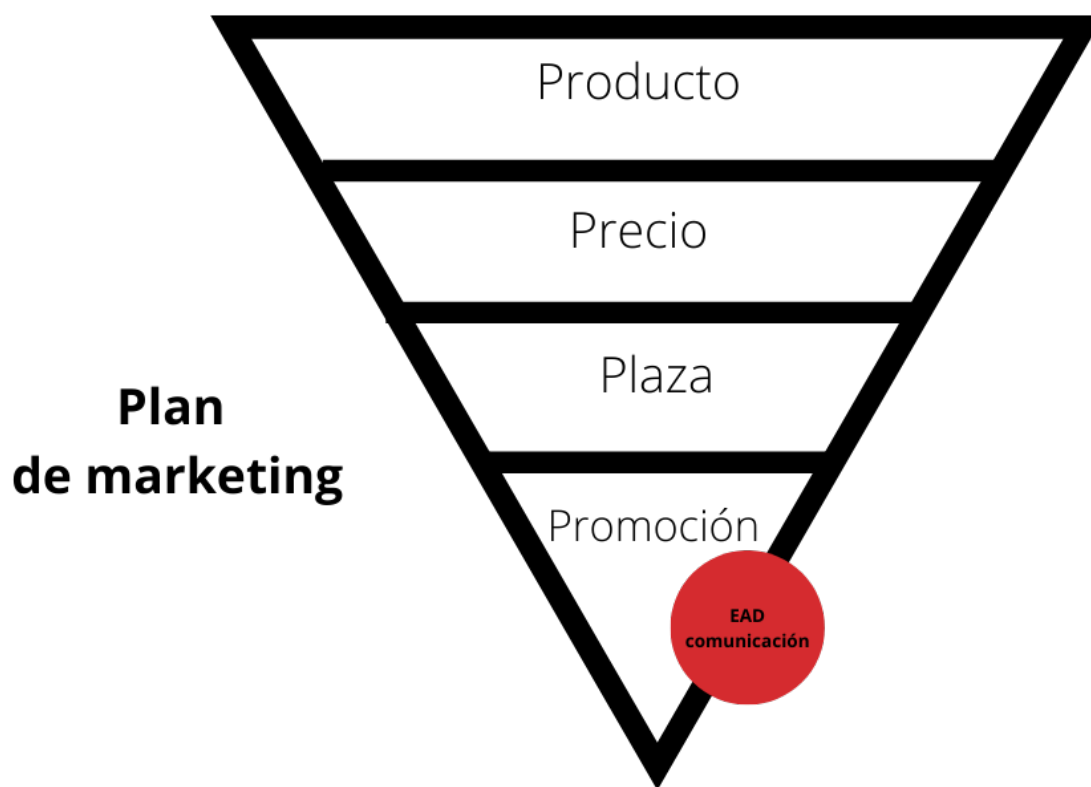 Producto
Precio
Plaza
Plan
de marketing
Promoción
EAD
comunicación